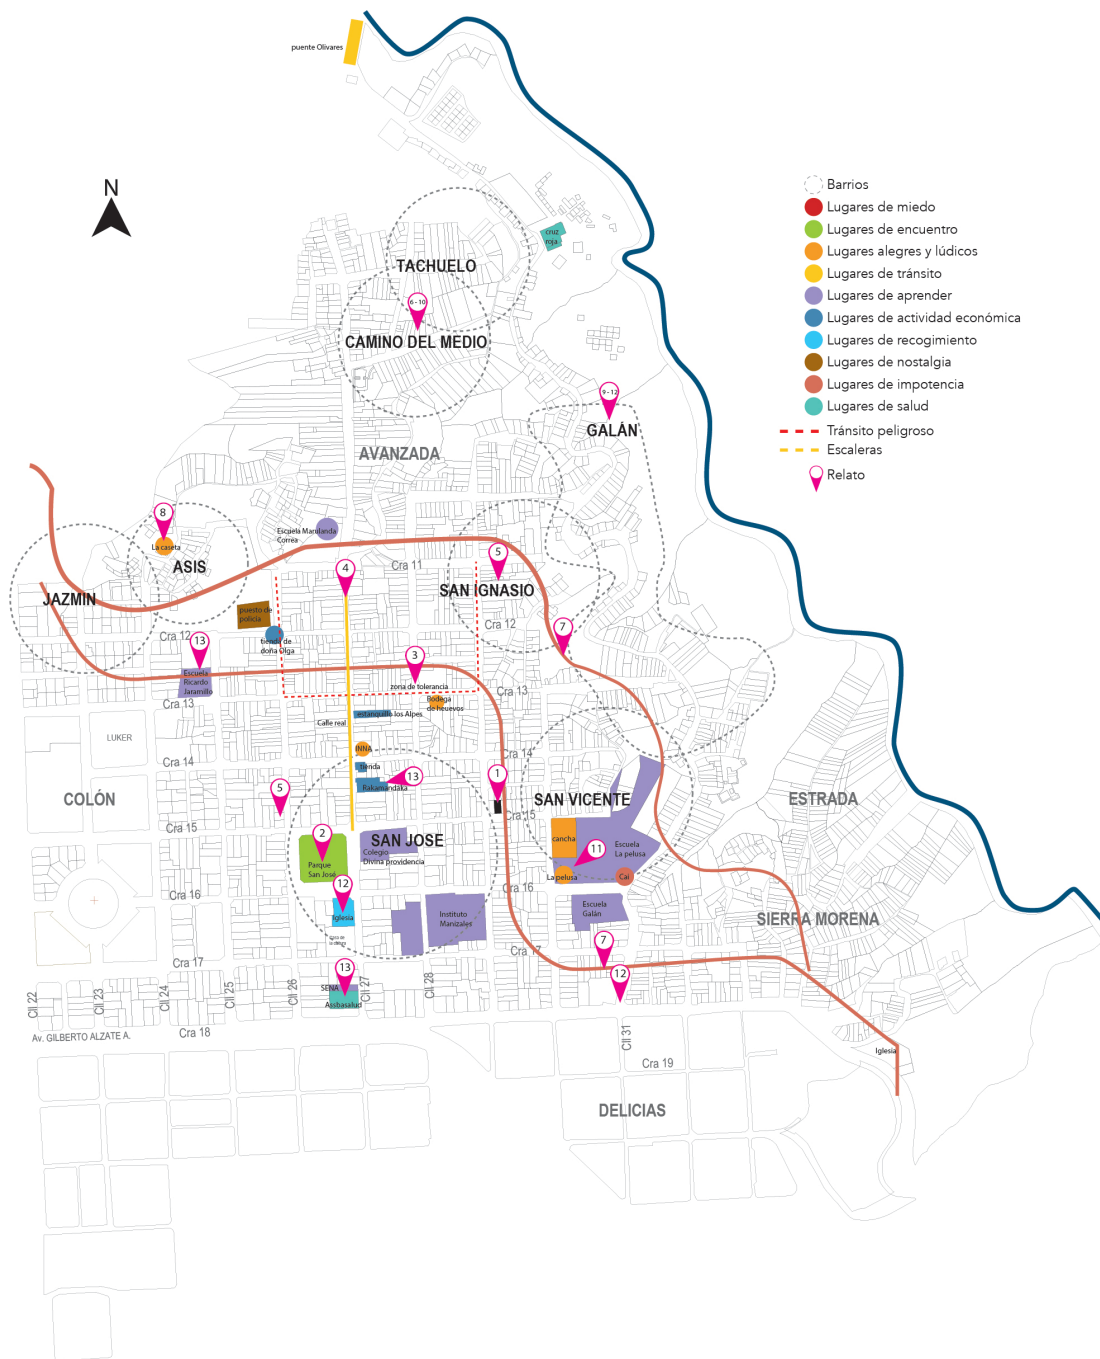 puente Olivares
N
Barrios
Lugares de miedo
Lugares de encuentro
Lugares alegres y lúdicos
Lugares de tránsito
Lugares de aprender
Lugares de actividad económica
Lugares de recogimiento
Lugares de nostalgia
Lugares de impotencia
Lugares de salud
Tránsito peligroso
Escaleras
Relato
cruz
roja
TACHUELO
6 - 10
CAMINO DEL MEDIO
9 - 12
GALÁN
AVANZADA
8
La caseta
ASIS
JAZMIN
Escuela Marulanda
Correa
Cra 11
4
5
SAN IGNASIO
puesto de
policía
tienda de
doña Olga
Cra 12
Cra 12
13
7
3
Escuela
Ricardo
Jaramillo
zona de tolerancia
Cra 13
Cra 13
Bodega
de heuevos
estanquillo los Alpes
Calle real
LUKER
INNA
Cra 14
Cra 14
tienda
Rakamandaka
13
1
5
COLÓN
SAN VICENTE
ESTRADA
Cra 15
Cra 15
2
SAN JOSE
Colegio
Divina providencia
Parque
San José
cancha
Escuela
La pelusa
11
La pelusa
Cai
Cra 16
Cra 16
12
Iglesia
Instituto
Manizales
Escuela
Galán
SIERRA MORENA
Cra 17
Cra 17
7
12
13
SENA
Assbasalud
Cll 22
Cll 23
Cll 24
Cll 25
Cll 26
Cll 27
Cll 28
Cll 31
Cra 18
Av. GILBERTO ALZATE A.
Iglesia
Cra 19
DELICIAS